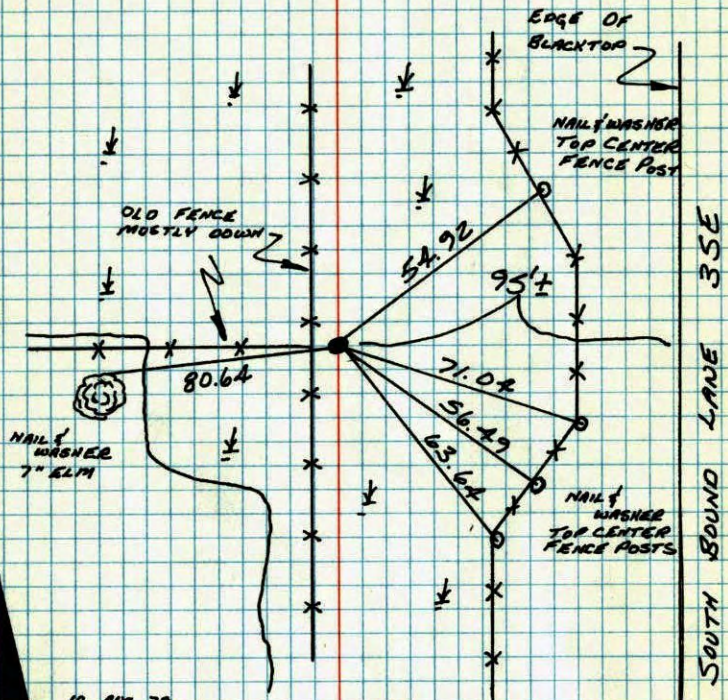 EDGE OF
BLACKTOP
NAIL & WASHER
TOP CENTER
FENCE POST
OLD FENCE
MOSTLY DOWN
54.92
95'±
80.64
71.02
56.49
63.64
NAIL &
WASHER
7" ELM
NAIL &
WASHER
TOP CENTER
FENCE POSTS
SOUTH BOUND LANE 35E